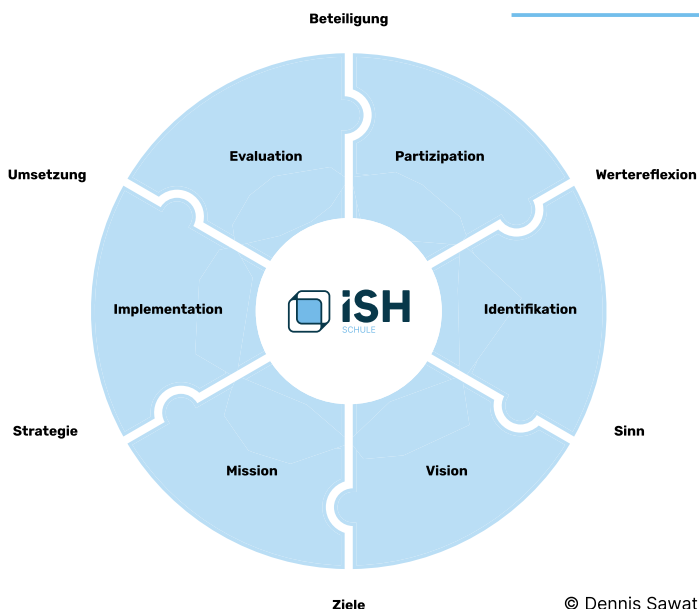 Beteiligung
Evaluation
Partizipation
Umsetzung
Wertereflexion
Implementation
iSH
SCHULE
Identifikation
Strategie
Sinn
Mission
Vision
Ziele
© Dennis Sawat